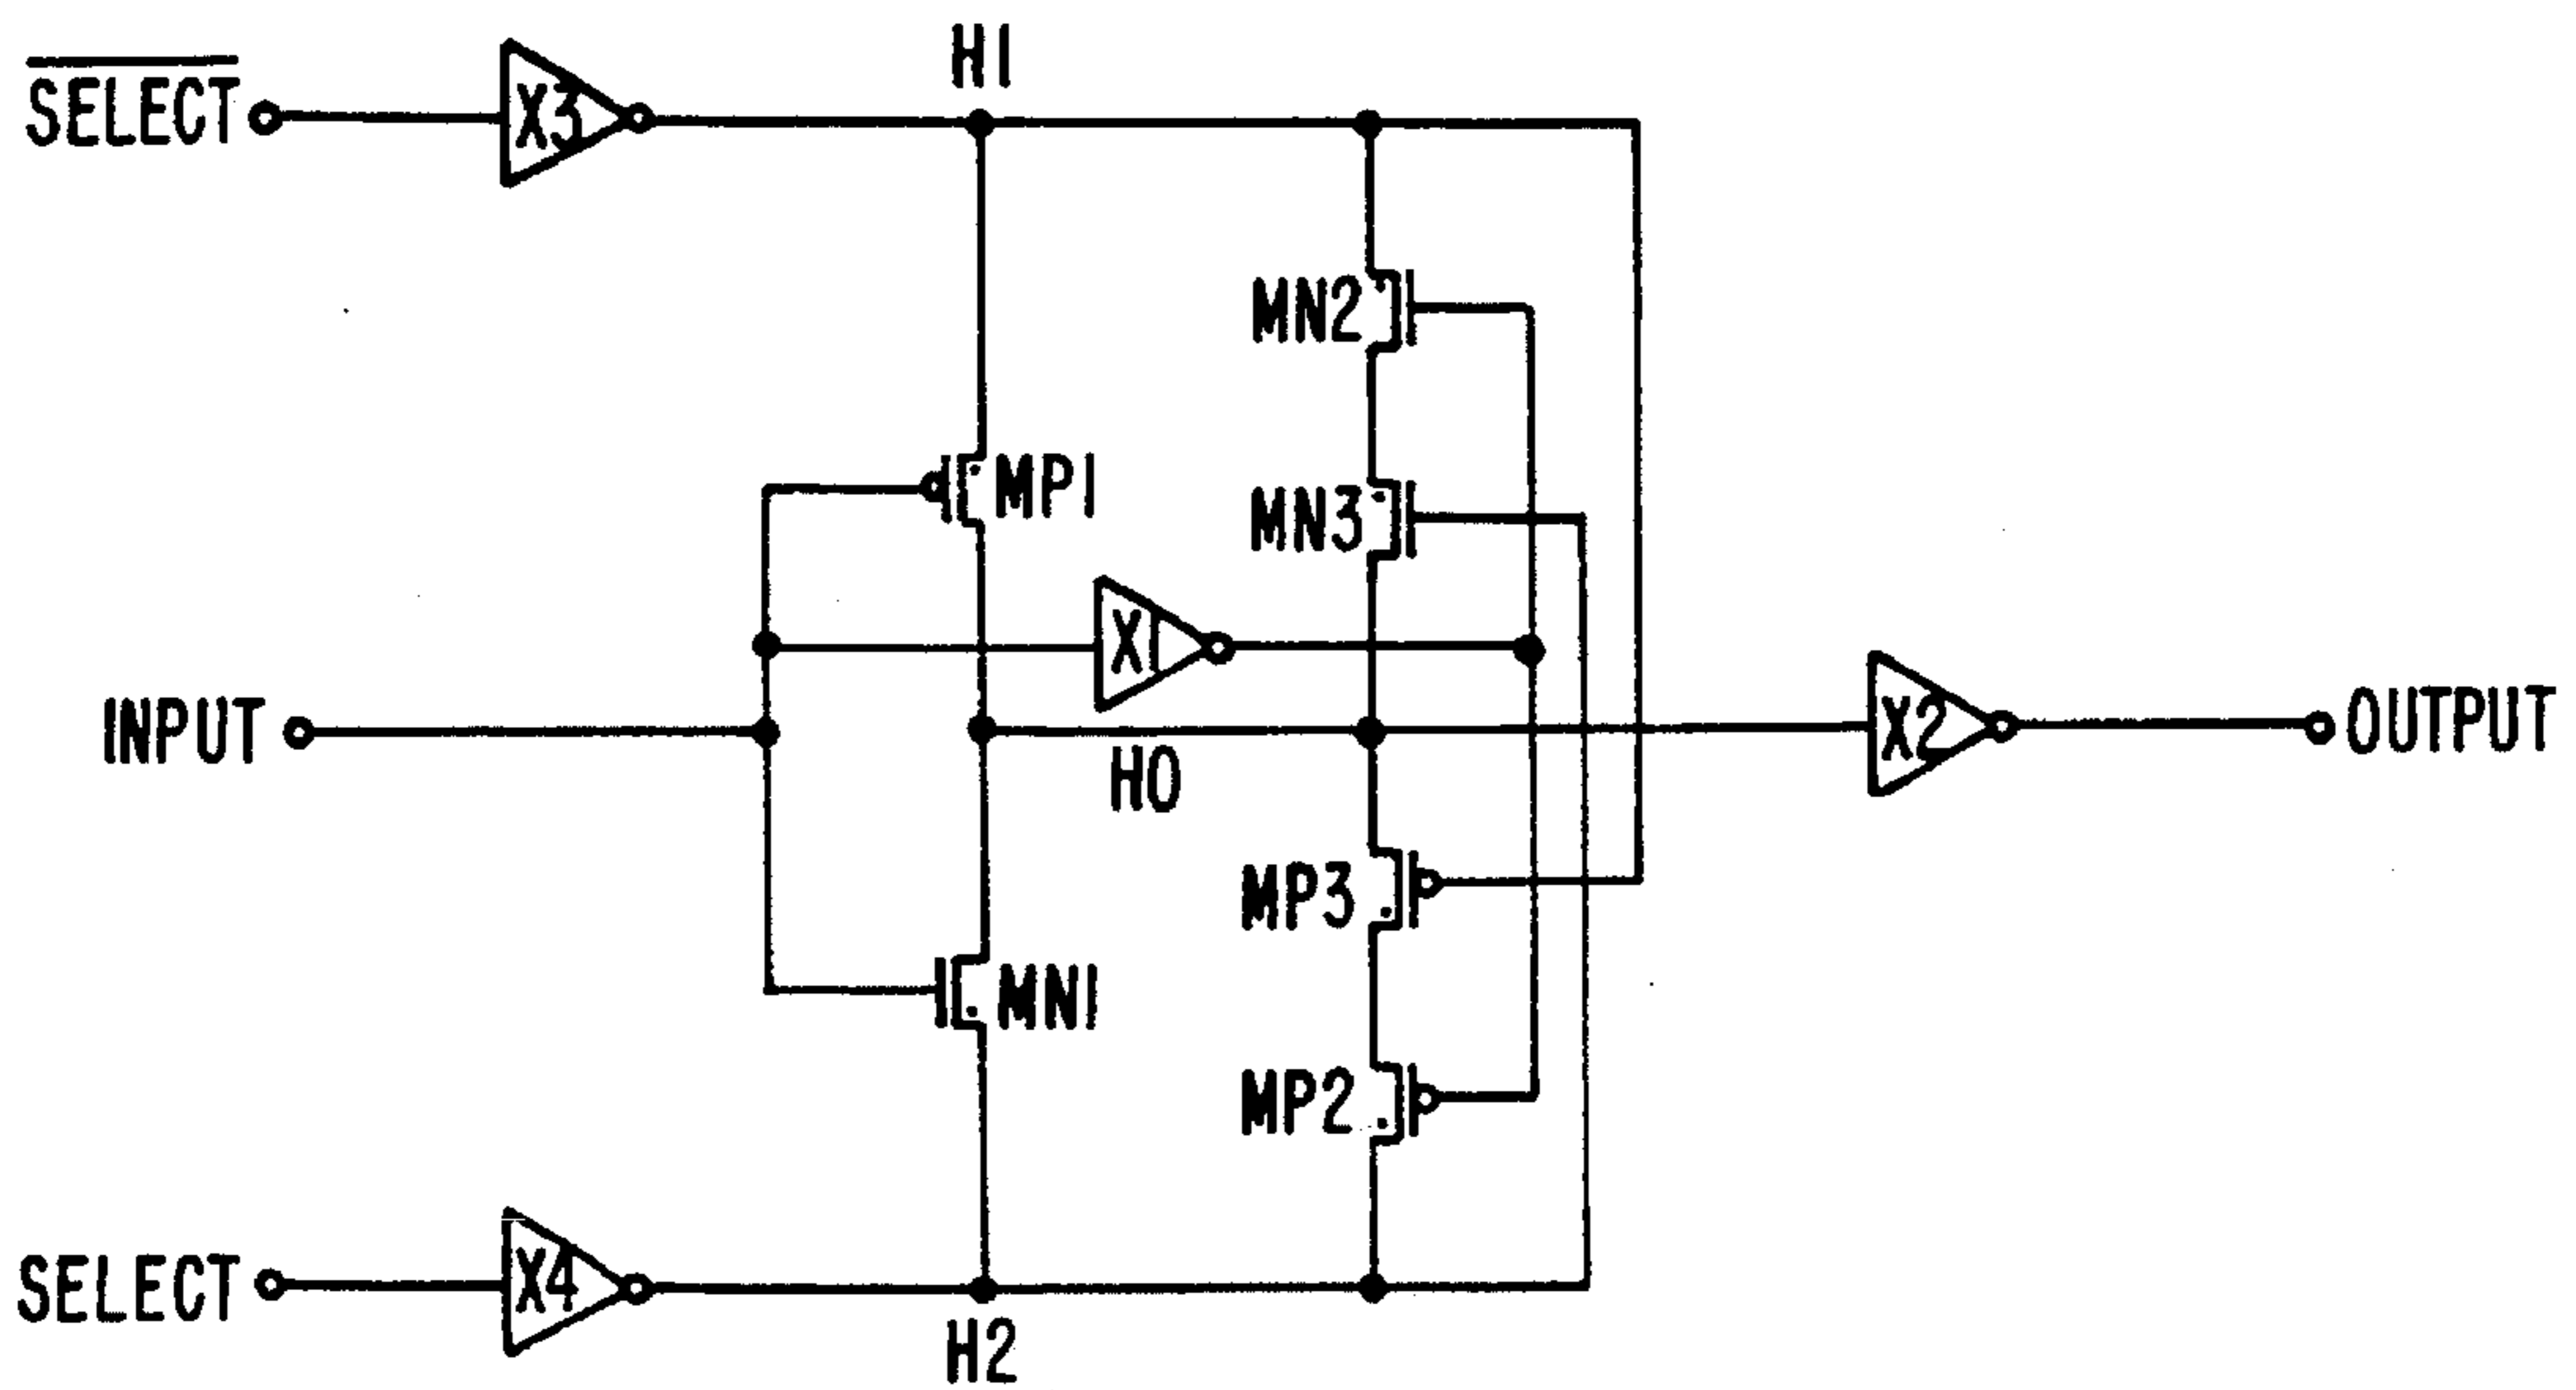 H1
SELECT
X3
MN2
MP1
MN3
X1
INPUT
X2
OUTPUT
H0
MP3
MN1
MP2
SELECT
X4
H2